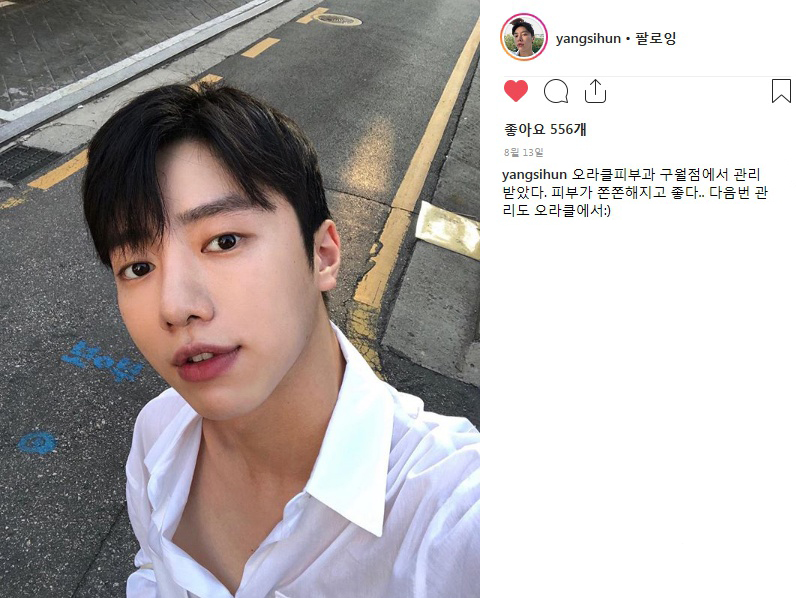 yangsihun • 팔로잉
좋아요 556개
8월 13일
yangsihun 오라클피부과 구월점에서 관리
받았다. 피부가 쫀쫀해지고 좋다.. 다음번 관
리도 오라클에서:)